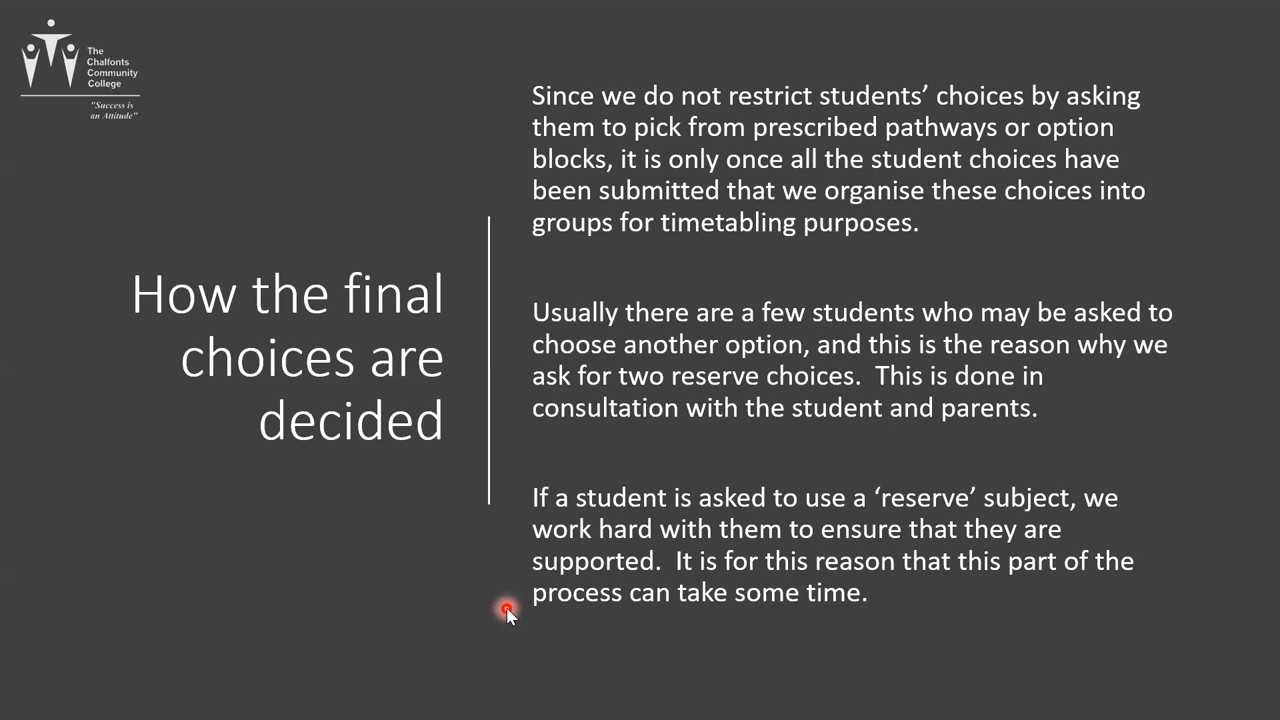 The
Chalfonts
Community
College
"Success is
an Attitude"
How the final
choices are
decided
Since we do not restrict students’ choices by asking
them to pick from prescribed pathways or option
blocks, it is only once all the student choices have
been submitted that we organise these choices into
groups for timetabling purposes.
Usually there are a few students who may be asked to
choose another option, and this is the reason why we
ask for two reserve choices.  This is done in
consultation with the student and parents.
If a student is asked to use a ‘reserve’ subject, we
work hard with them to ensure that they are
supported.  It is for this reason that this part of the
process can take some time.